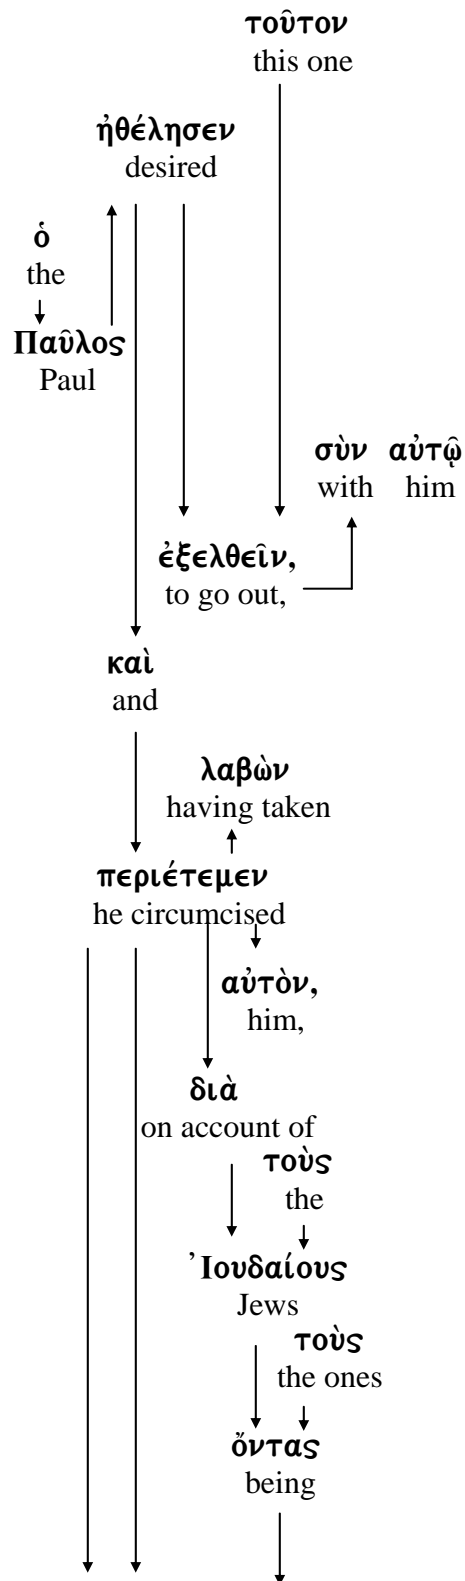 τοῦτον
this one
ἠθέλησεν
desired
ὁ
the
Παῦλος
Paul
σὺν αὐτῷ
with him
ἐξελθεῖν,
to go out,
καὶ
and
λαβὼν
having taken
περιέτεμεν
he circumcised
αὐτὸν,
him,
διὰ
on account of
τοὺς
the
Ἰουδαίους
Jews
τοὺς
the ones
ὄντας
being